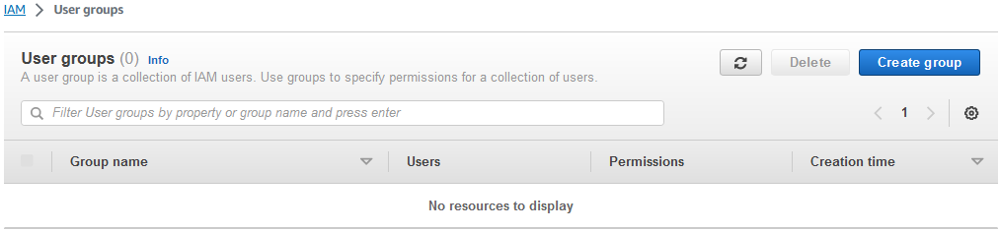 IAM > User groups
User groups (0) Info
A user group is a collection of IAM users. Use groups to specify permissions for a collection of users.
Delete
Create group
Filter User groups by property or group name and press enter
1
Group name Users Permissions Creation time
No resources to display